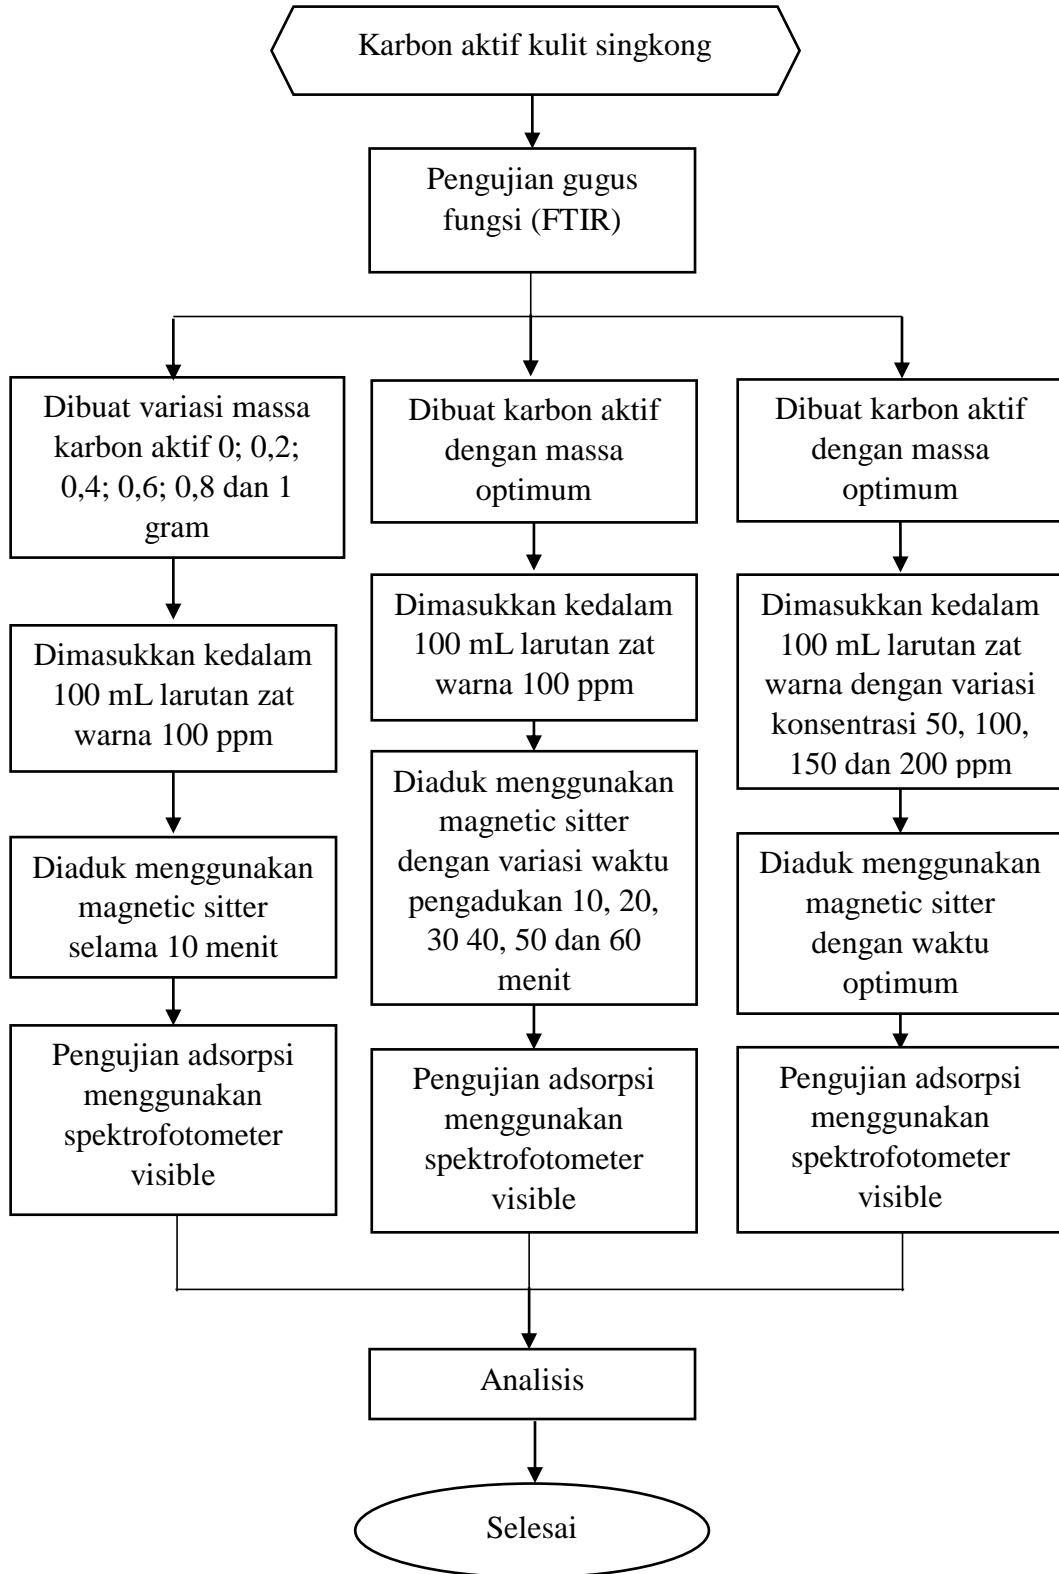 Karbon aktif kulit singkong
Pengujian gugus
fungsi (FTIR)
Dibuat variasi massa
karbon aktif 0; 0,2;
0,4; 0,6; 0,8 dan 1
gram
Dimasukkan kedalam
100 mL larutan zat
warna 100 ppm
Diaduk menggunakan
magnetic sitter
selama 10 menit
Pengujian adsorpsi
menggunakan
spektrofotometer
visible
Dibuat karbon aktif
dengan massa
optimum
Dimasukkan kedalam
100 mL larutan zat
warna 100 ppm
Diaduk menggunakan
magnetic sitter
dengan variasi waktu
pengadukan 10, 20,
30 40, 50 dan 60
menit
Pengujian adsorpsi
menggunakan
spektrofotometer
visible
Dibuat karbon aktif
dengan massa
optimum
Dimasukkan kedalam
100 mL larutan zat
warna dengan variasi
konsentrasi 50, 100,
150 dan 200 ppm
Diaduk menggunakan
magnetic sitter
dengan waktu
optimum
Pengujian adsorpsi
menggunakan
spektrofotometer
visible
Analisis
Selesai